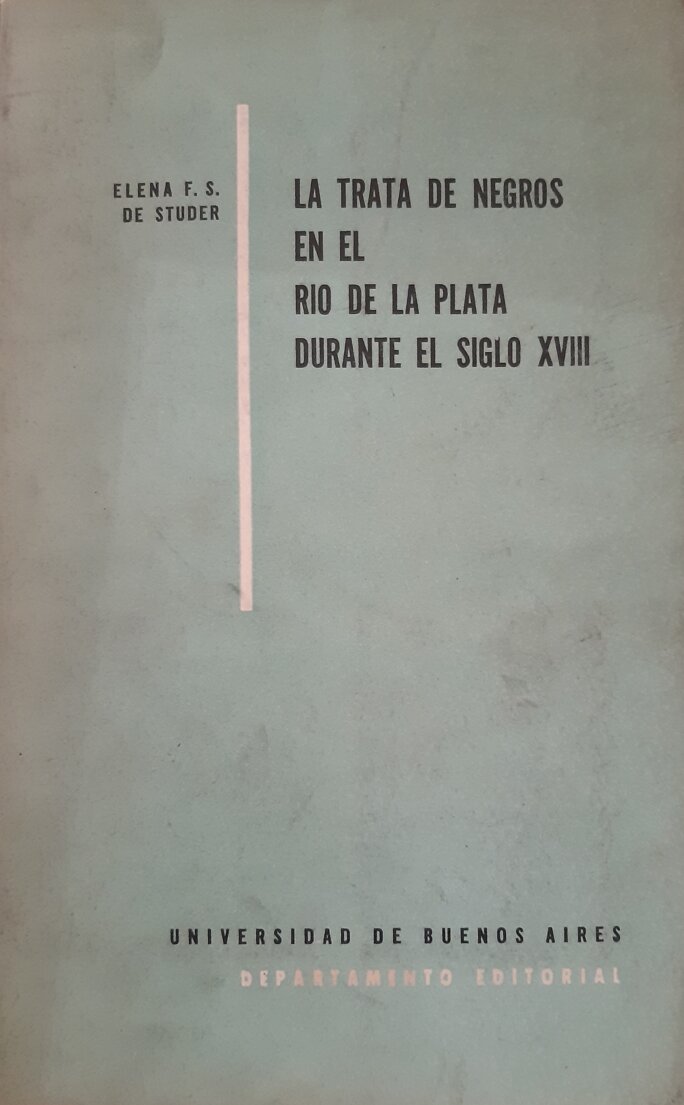 ELENA F. S.
DE STUDER
LA TRATA DE NEGROS
EN EL
RIO DE LA PLATA
DURANTE EL SIGLO XVIII
UNIVERSIDAD DE BUENOS AIRES
DEPARTAMENTO EDITORIAL